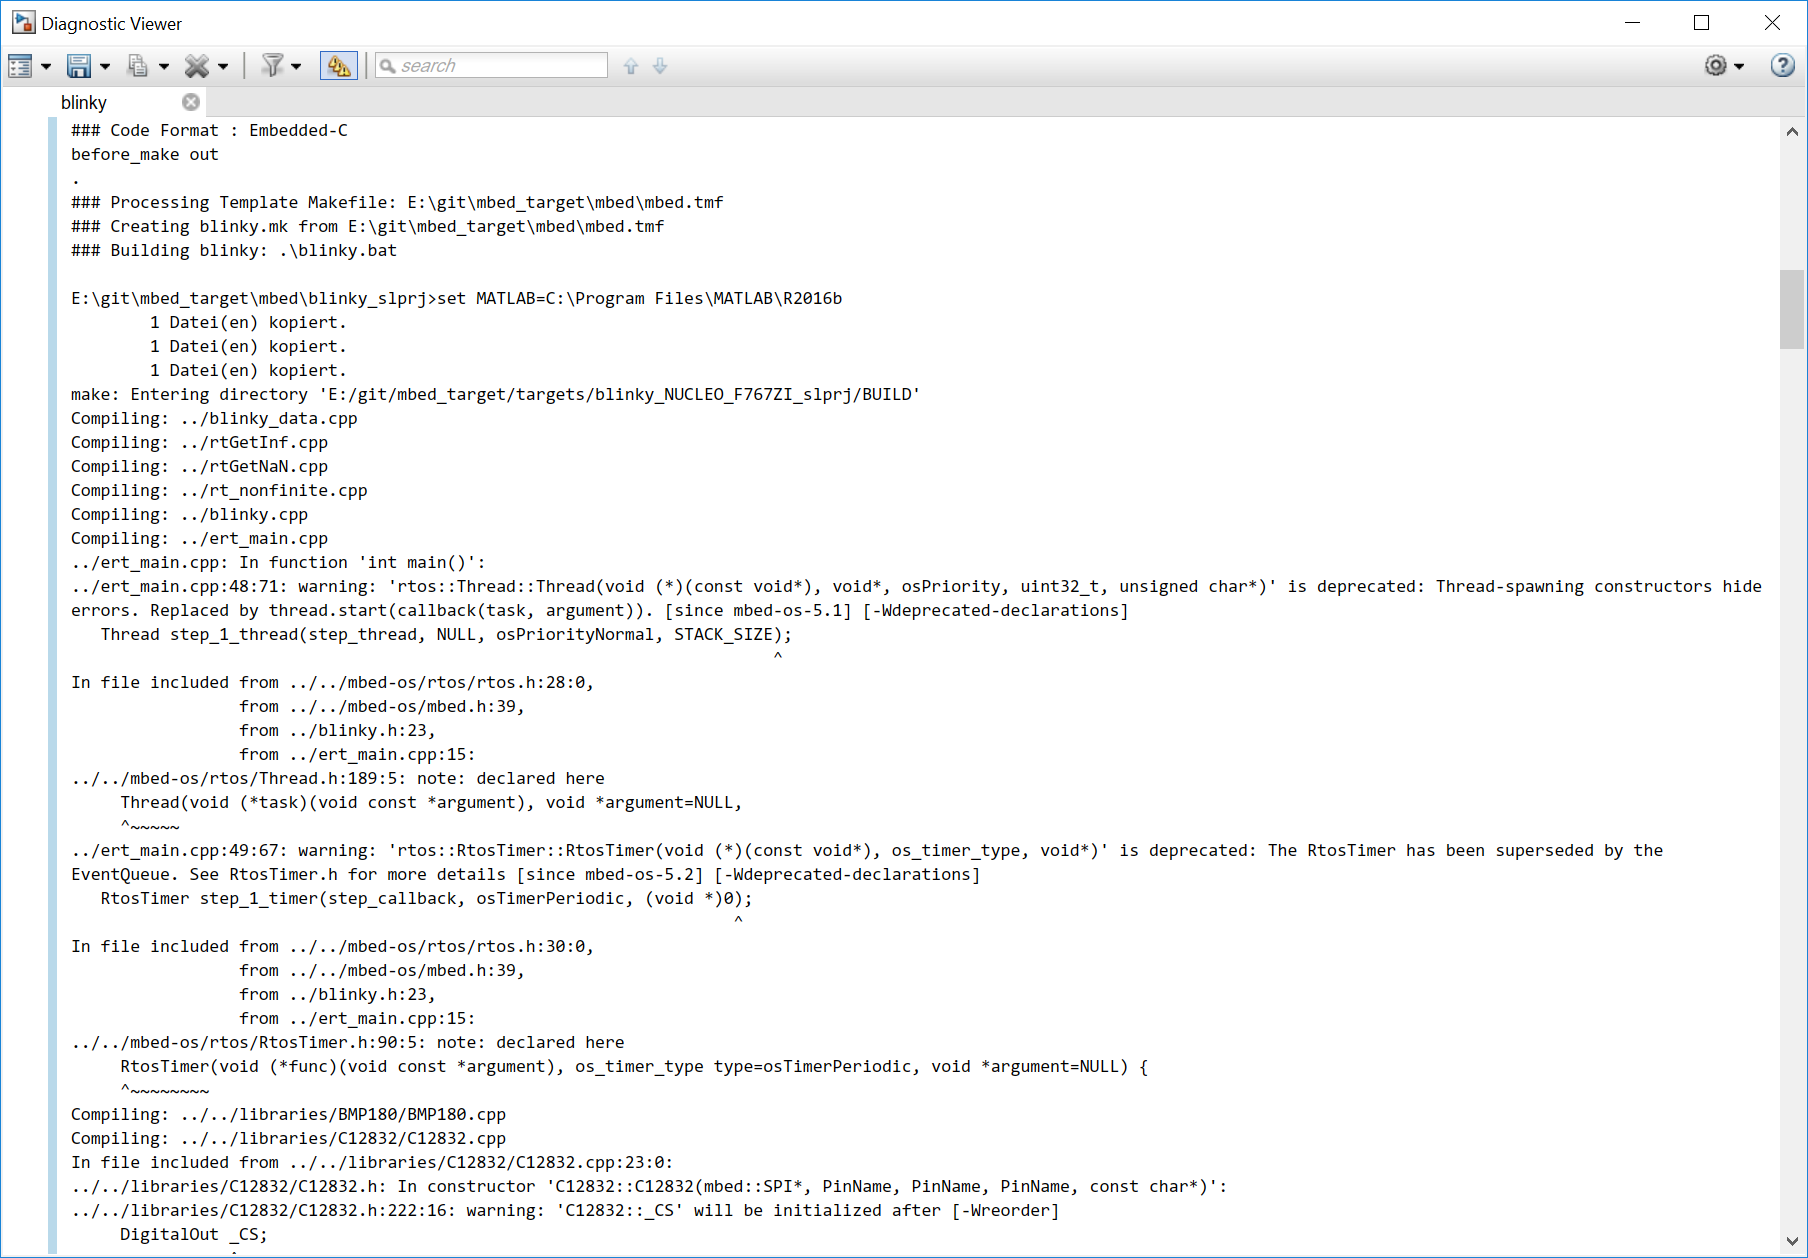 Diagnostic Viewer
search
blinky
### Code Format : Embedded-C
before_make out
.
### Processing Template Makefile: E:\git\mbed_target\mbed\mbed.tmf
### Creating blinky.mk from E:\git\mbed_target\mbed\mbed.tmf
### Building blinky: .\blinky.bat
E:\git\mbed_target\mbed\blinky_slprj>set MATLAB=C:\Program Files\MATLAB\R2016b
        1 Datei(en) kopiert.
        1 Datei(en) kopiert.
        1 Datei(en) kopiert.
make: Entering directory 'E:/git/mbed_target/targets/blinky_NUCLEO_F767ZI_slprj/BUILD'
Compiling: ../blinky_data.cpp
Compiling: ../rtGetInf.cpp
Compiling: ../rtGetNaN.cpp
Compiling: ../rt_nonfinite.cpp
Compiling: ../blinky.cpp
Compiling: ../ert_main.cpp
../ert_main.cpp: In function 'int main()':
../ert_main.cpp:48:71: warning: 'rtos::Thread::Thread(void (*)(const void*), void*, osPriority, uint32_t, unsigned char*)' is deprecated: Thread-spawning constructors hide
errors. Replaced by thread.start(callback(task, argument)). [since mbed-os-5.1] [-Wdeprecated-declarations]
   Thread step_1_thread(step_thread, NULL, osPriorityNormal, STACK_SIZE);
                                                                       ^
In file included from ../../mbed-os/rtos/rtos.h:28:0,
                 from ../../mbed-os/mbed.h:39,
                 from ../blinky.h:23,
                 from ../ert_main.cpp:15:
../../mbed-os/rtos/Thread.h:189:5: note: declared here
     Thread(void (*task)(void const *argument), void *argument=NULL,
     ^~~~~~
../ert_main.cpp:49:67: warning: 'rtos::RtosTimer::RtosTimer(void (*)(const void*), os_timer_type, void*)' is deprecated: The RtosTimer has been superseded by the
EventQueue. See RtosTimer.h for more details [since mbed-os-5.2] [-Wdeprecated-declarations]
   RtosTimer step_1_timer(step_callback, osTimerPeriodic, (void *)0);
                                                                   ^
In file included from ../../mbed-os/rtos/rtos.h:30:0,
                 from ../../mbed-os/mbed.h:39,
                 from ../blinky.h:23,
                 from ../ert_main.cpp:15:
../../mbed-os/rtos/RtosTimer.h:90:5: note: declared here
     RtosTimer(void (*func)(void const *argument), os_timer_type type=osTimerPeriodic, void *argument=NULL) {
     ^~~~~~~~~
Compiling: ../../libraries/BMP180/BMP180.cpp
Compiling: ../../libraries/C12832/C12832.cpp
In file included from ../../libraries/C12832/C12832.cpp:23:0:
../../libraries/C12832/C12832.h: In constructor 'C12832::C12832(mbed::SPI*, PinName, PinName, PinName, const char*)':
../../libraries/C12832/C12832.h:222:16: warning: 'C12832::_CS' will be initialized after [-Wreorder]
     DigitalOut _CS;
                ^